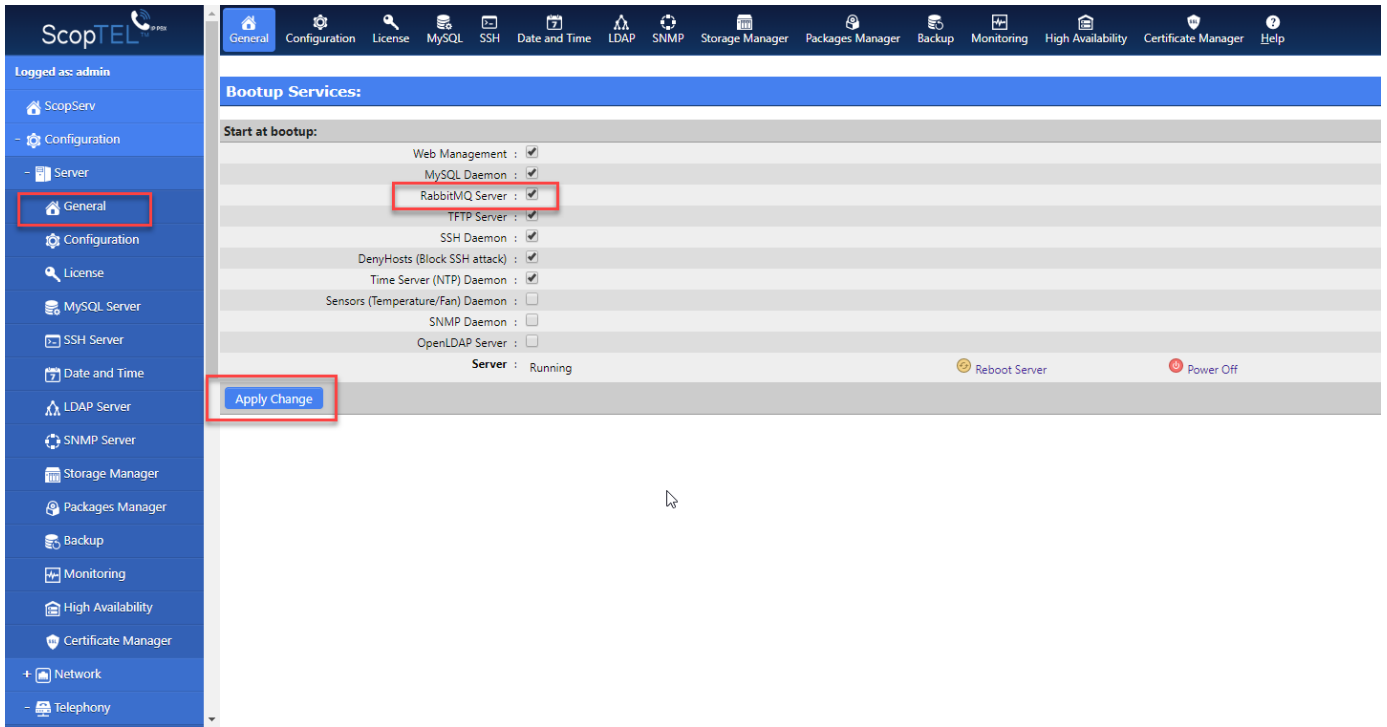 ScopTEL IP PBX
TM
Logged as: admin
ScopServ
- Configuration
- Server
General
Configuration
License
MySQL Server
SSH Server
Date and Time
LDAP Server
SNMP Server
Storage Manager
Packages Manager
Backup
Monitoring
High Availability
Certificate Manager
+ Network
- Telephony
General Configuration License MySQL SSH Date and Time LDAP SNMP Storage Manager Packages Manager Backup Monitoring High Availability Certificate Manager Help
Bootup Services:
Start at bootup:
Web Management :
MySQL Daemon :
RabbitMQ Server :
TFTP Server :
SSH Daemon :
DenyHosts (Block SSH attack) :
Time Server (NTP) Daemon :
Sensors (Temperature/Fan) Daemon :
SNMP Daemon :
OpenLDAP Server :
Server : Running Reboot Server Power Off
Apply Change